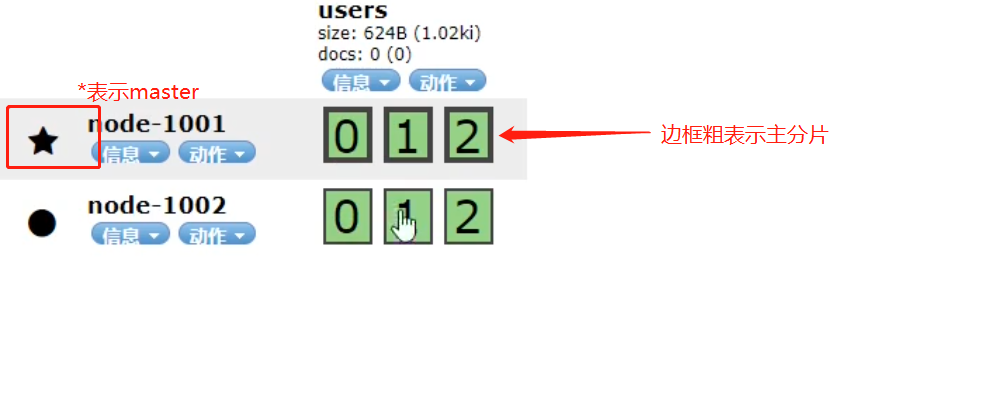 users
size: 624B (1.02ki)
docs: 0 (0)
信息 动作
*表示master
node-1001
信息 动作
0 1 2
边框粗表示主分片
node-1002
信息 动作
0 1 2